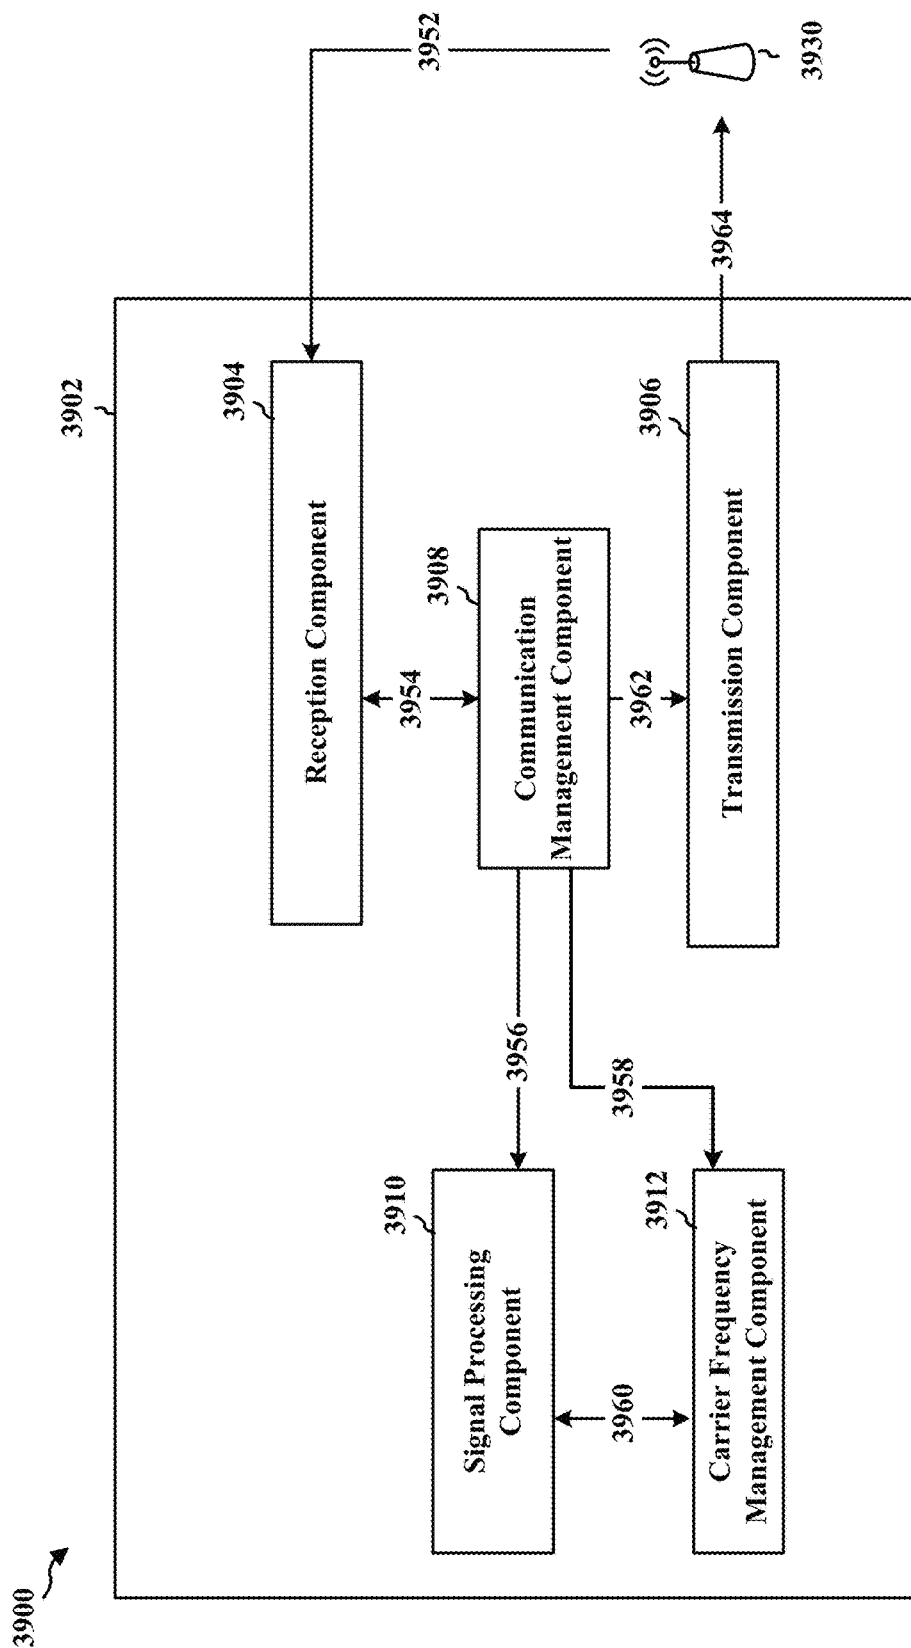 3900
3902
3904
Reception Component
3952
3930
3954
3910
Signal Processing
Component
3956
3908
Communication
Management Component
3960
3958
3962
3964
3912
Carrier Frequency
Management Component
3906
Transmission Component